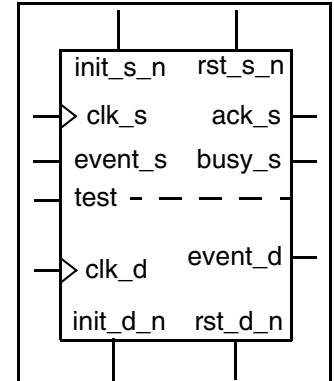 init_s_n rst_s_n
clk_s ack_s
event_s busy_s
test
event_d
clk_d
init_d_n rst_d_n